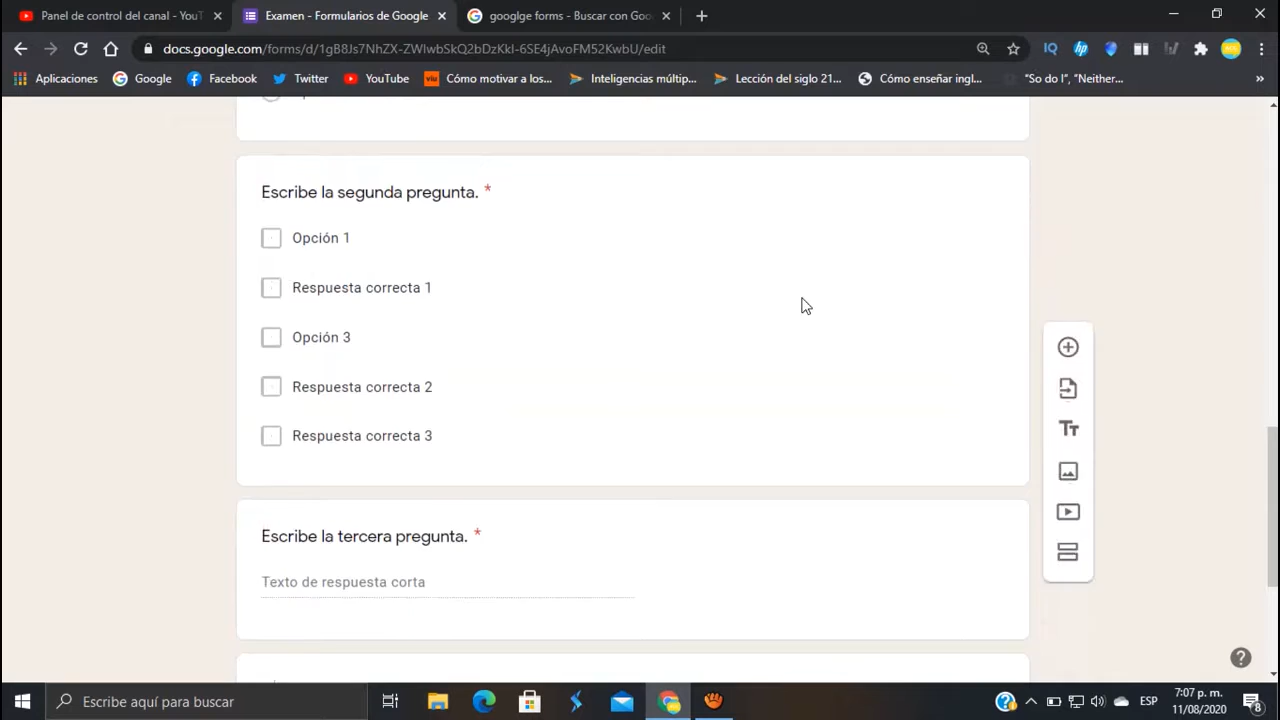 Panel de control del canal - YouT
Examen - Formularios de Google
googlge forms - Buscar con Goo
docs.google.com/forms/d/1gB8Js7NhZX-ZWlwbSkQ2bDzKkI-6SE4jAvoFM52KwbU/edit
Aplicaciones
Google
Facebook
Twitter
YouTube
Cómo motivar a los...
Inteligencias múltip...
Lección del siglo 21...
Cómo enseñar ingl...
"So do I", "Neither...
Escribe la segunda pregunta. *
Opción 1
Respuesta correcta 1
Opción 3
Respuesta correcta 2
Respuesta correcta 3
Escribe la tercera pregunta. *
Texto de respuesta corta
Escribe aquí para buscar
ESP
7:07 p. m.
11/08/2020
8